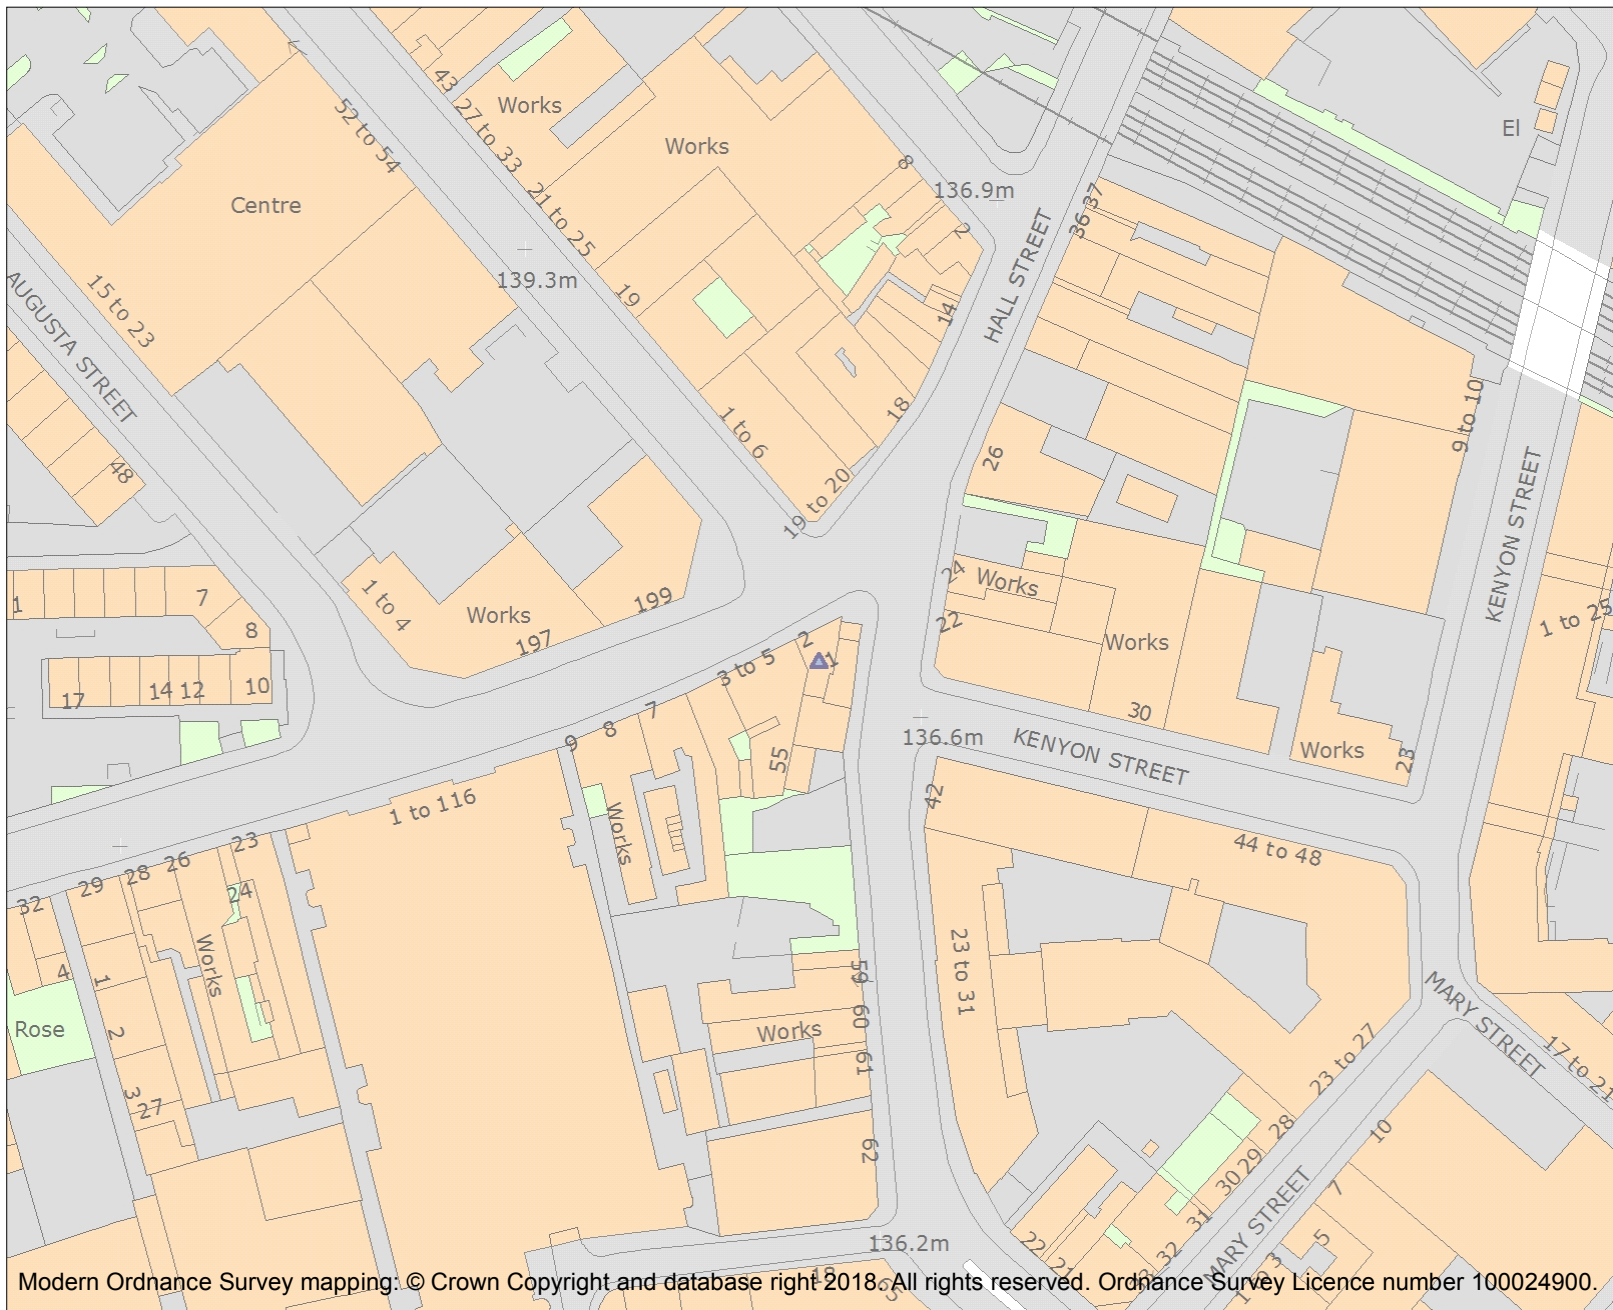 43
27 to 33
Works
52 to 54
Works
El
8
136.9m
36 37
Centre
21 to 25
2
HALL STREET
139.3m
15 to 23
AUGUSTA STREET
19
14
9 to 10
18
1 to 6
26
48
19 to 20
KENYON STREET
24
Works
1
7
1 to 4
Works
199
22
1 to 25
8
197
2
1
3 to 5
Works
17
14 12
10
7
30
136.6m
KENYON STREET
9
8
55
Works
23
1 to 116
42
Works
23
44 to 48
32
29
28
26
24
Works
23 to 31
4
1
59
MARY STREET
Rose
2
60
Works
61
17 to 21
23 to 27
3
27
62
28
10
29
30
7
31
MARY STREET
22
32
5
136.2m
21
3
18
65
Modern Ordnance Survey mapping: © Crown Copyright and database right 2018. All rights reserved. Ordnance Survey Licence number 100024900.